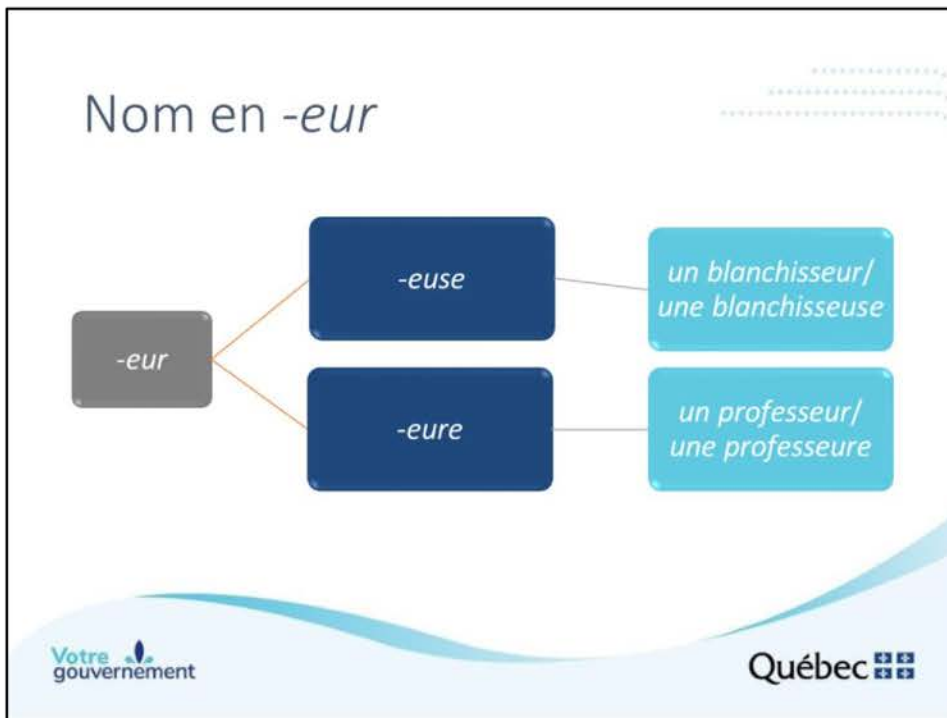 Nom en -eur
-eur
-euse
un blanchisseur/
une blanchisseuse
-eure
un professeur/
une professeure
Votre
gouvernement
Québec